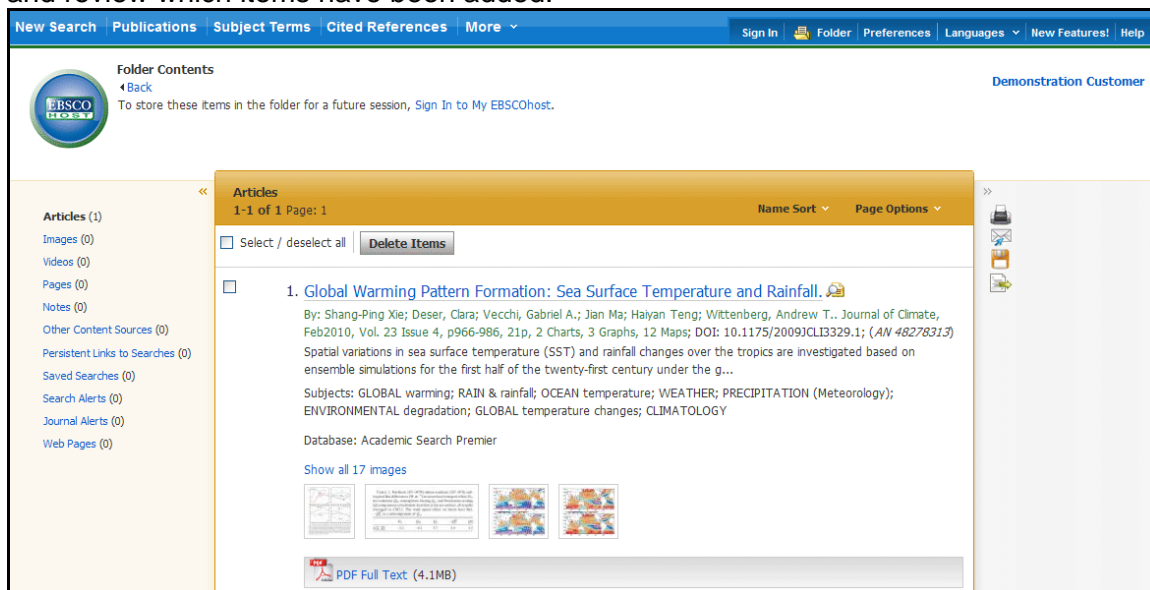 and review which items have been added.
New Search Publications Subject Terms Cited References More
Sign In Folder Preferences Languages New Features! Help
Folder Contents
Back
To store these items in the folder for a future session, Sign In to My EBSCOhost.
Demonstration Customer
EBSCO
HOST
Articles (1)
Images (0)
Videos (0)
Pages (0)
Notes (0)
Other Content Sources (0)
Persistent Links to Searches (0)
Saved Searches (0)
Search Alerts (0)
Journal Alerts (0)
Web Pages (0)
Articles
1-1 of 1 Page: 1
Name Sort Page Options
Select / deselect all Delete Items
1. Global Warming Pattern Formation: Sea Surface Temperature and Rainfall.
By: Shang-Ping Xie; Deser, Clara; Vecchi, Gabriel A.; Jian Ma; Haiyan Teng; Wittenberg, Andrew T.. Journal of Climate,
Feb2010, Vol. 23 Issue 4, p966-986, 21p, 2 Charts, 3 Graphs, 12 Maps; DOI: 10.1175/2009JCLI3329.1; (AN 48278313)
Spatial variations in sea surface temperature (SST) and rainfall changes over the tropics are investigated based on
ensemble simulations for the first half of the twenty-first century under the g...
Subjects: GLOBAL warming; RAIN & rainfall; OCEAN temperature; WEATHER; PRECIPITATION (Meteorology);
ENVIRONMENTAL degradation; GLOBAL temperature changes; CLIMATOLOGY
Database: Academic Search Premier
Show all 17 images
PDF Full Text (4.1MB)